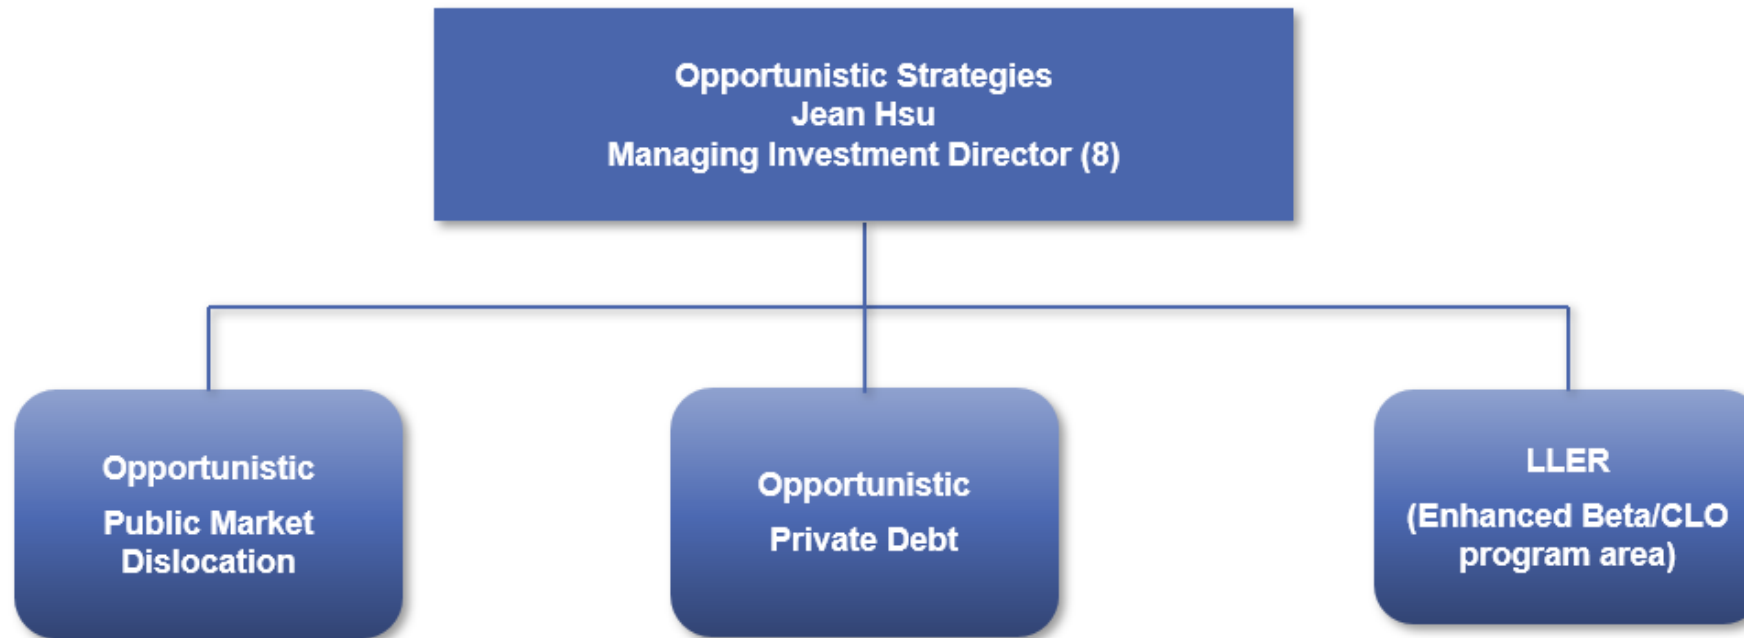 Opportunistic Strategies
Jean Hsu
Managing Investment Director (8)
Opportunistic
Public Market
Dislocation
Opportunistic
Private Debt
LLER
(Enhanced Beta/CLO
program area)